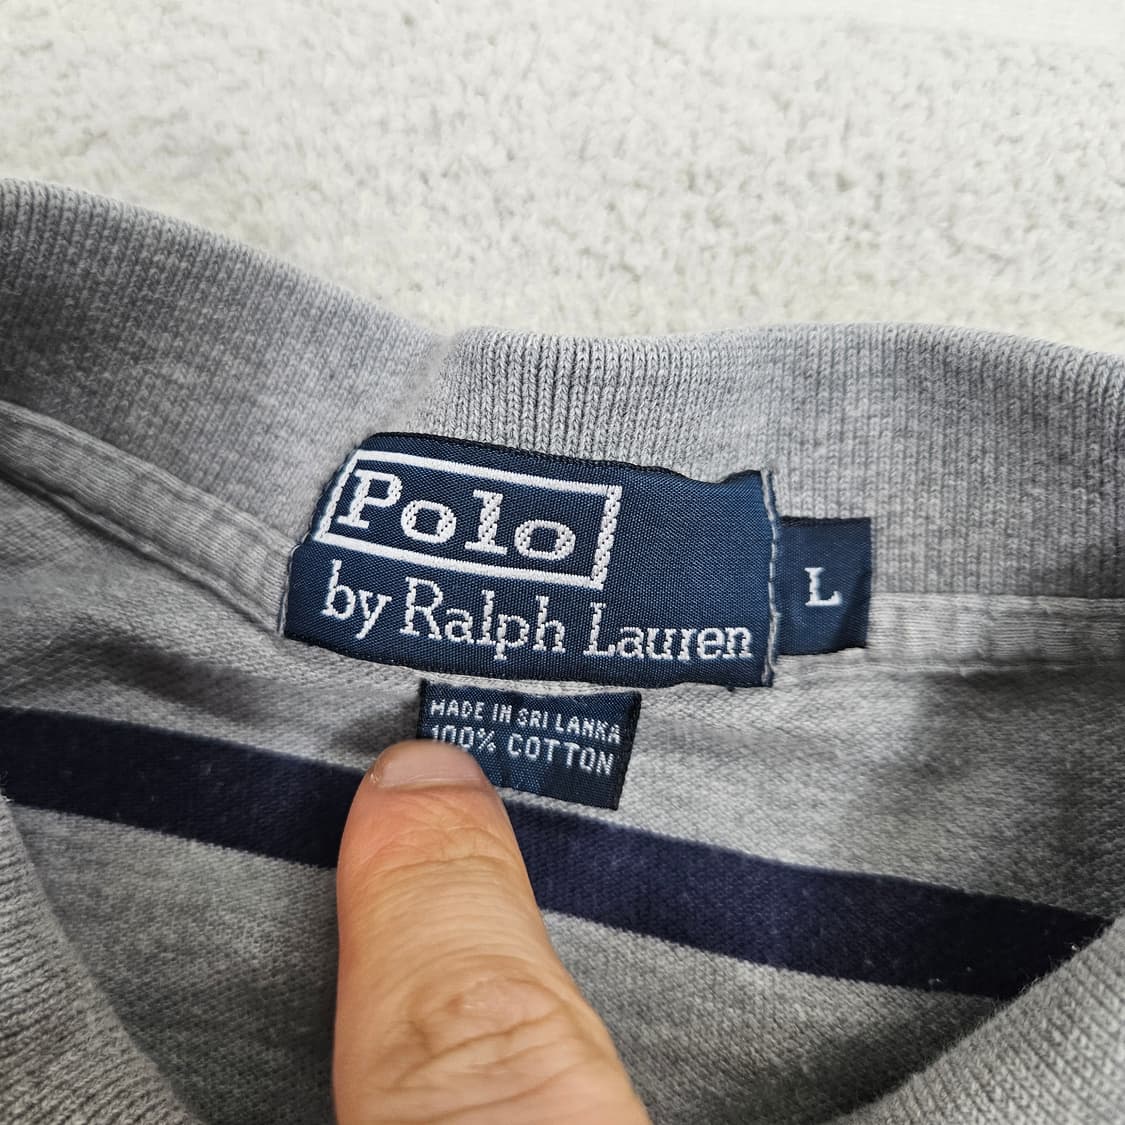 Polo
by Ralph Lauren
L
MADE IN SRI LANKA
100% COTTON